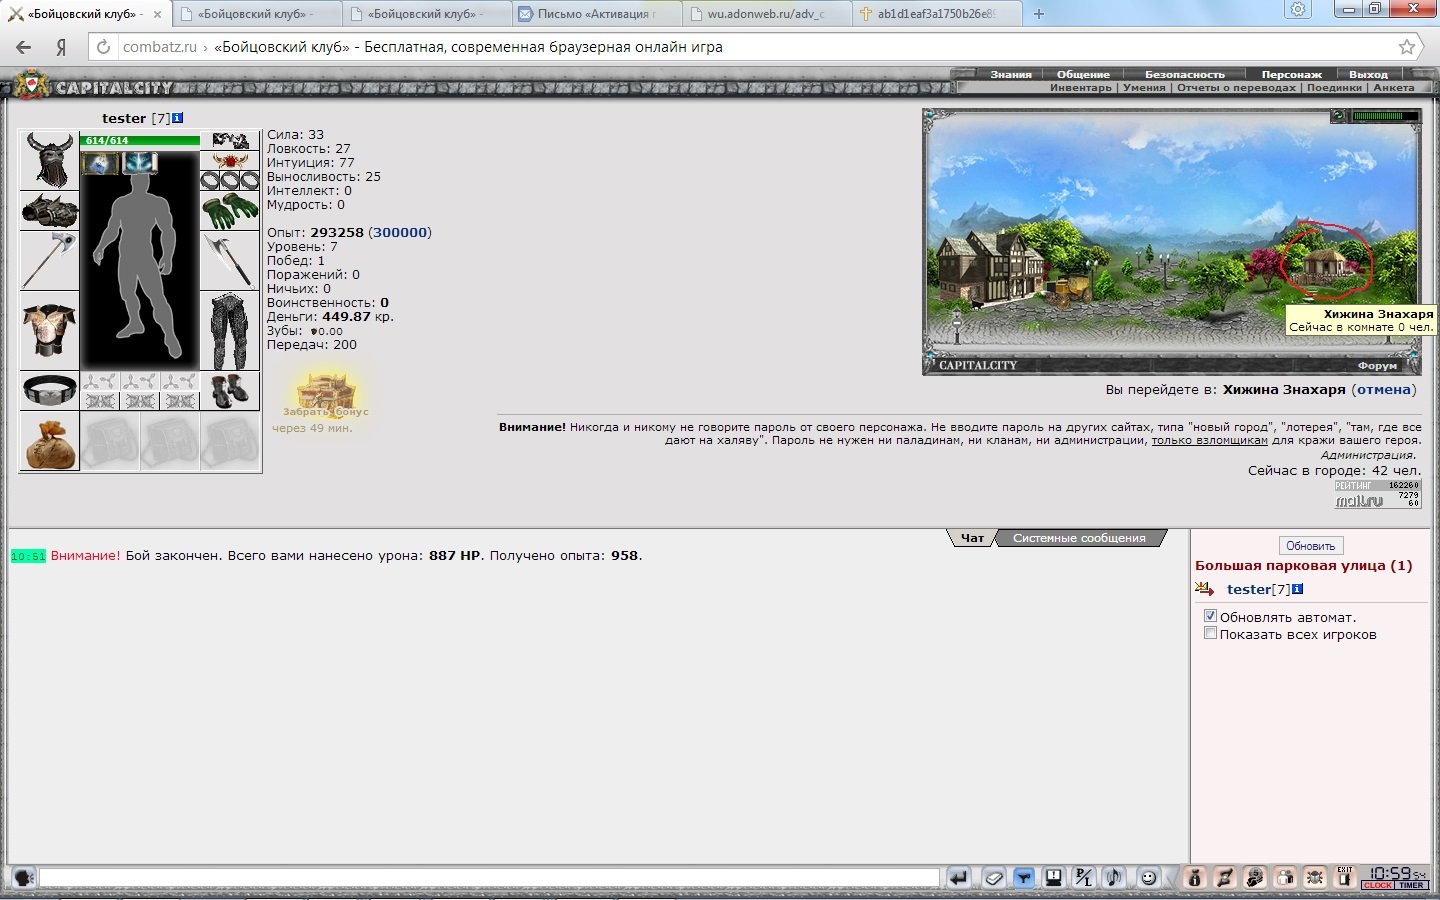 «Бойцовский клуб» -
«Бойцовский клуб» -
«Бойцовский клуб» -
Письмо «Активация
wu.adonweb.ru/adv_c
ab1d1eaf3a1750b26e89
Я
combatz.ru › «Бойцовский клуб» - Бесплатная, современная браузерная онлайн игра
CAPITALCITY
Знания Общение Безопасность Персонаж Выход
Инвентарь | Умения | Отчеты о переводах | Поединки | Анкета
tester [7]
614/614
Сила: 33
Ловкость: 27
Интуиция: 77
Выносливость: 25
Интеллект: 0
Мудрость: 0
Опыт: 293258 (300000)
Уровень: 7
Побед: 1
Поражений: 0
Ничьих: 0
Воинственность: 0
Деньги: 449.87 кр.
Зубы: 0.00
Передач: 200
Забрать бонус
через 49 мин.
Хижина Знахаря
Сейчас в комнате 0 чел.
CAPITALCITY
Форум
Вы перейдете в: Хижина Знахаря (отмена)
Внимание! Никогда и никому не говорите пароль от своего персонажа. Не вводите пароль на других сайтах, типа "новый город", "лотерея", "там, где все
дают на халяву". Пароль не нужен ни паладинам, ни кланам, ни администрации, только взломщикам для кражи вашего героя.
Администрация.
Сейчас в городе: 42 чел.
РЕЙТИНГ 162260
mail.ru 7279
60
Чат Системные сообщения
10:51 Внимание! Бой закончен. Всего вами нанесено урона: 887 HP. Получено опыта: 958.
Обновить
Большая парковая улица (1)
tester[7]
Обновлять автомат.
Показать всех игроков
P/L
EXIT
10:59 54
CLOCK TIMER